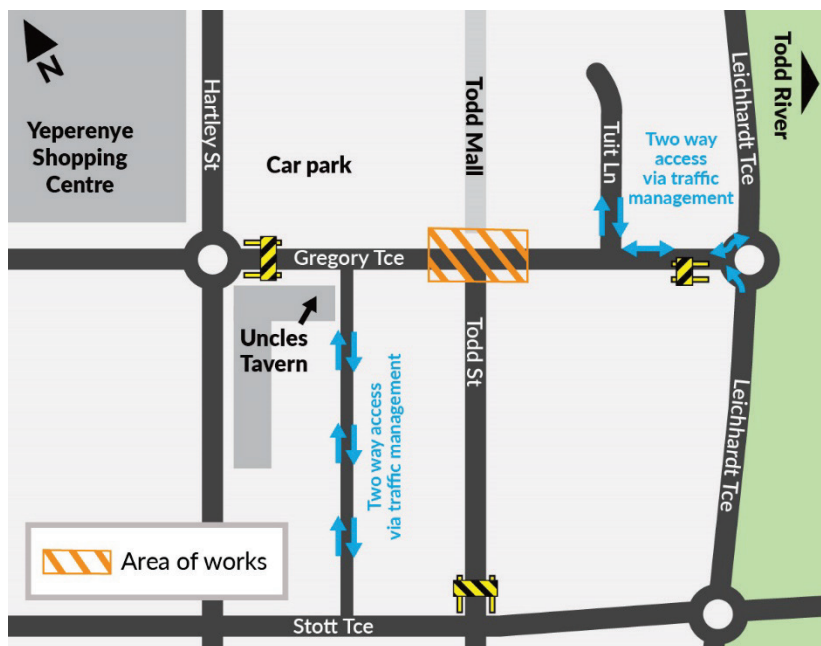 N
Yeperenye
Shopping
Centre
Hartley St
Car park
Todd Mall
Tuit Ln
Two way
access
via traffic
management
Leichhardt Tce
Todd River
Gregory Tce
Uncles
Tavern
Two way access
via traffic management
Todd St
Leichhardt Tce
Area of works
Stott Tce